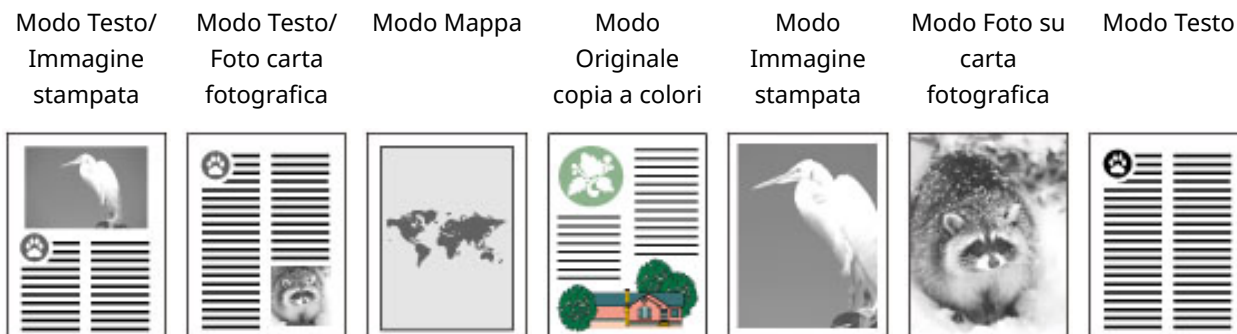 Modo Testo/
Immagine
stampata
Modo Testo/
Foto carta
fotografica
Modo Mappa
Modo
Originale
copia a colori
Modo
Immagine
stampata
Modo Foto su
carta
fotografica
Modo Testo